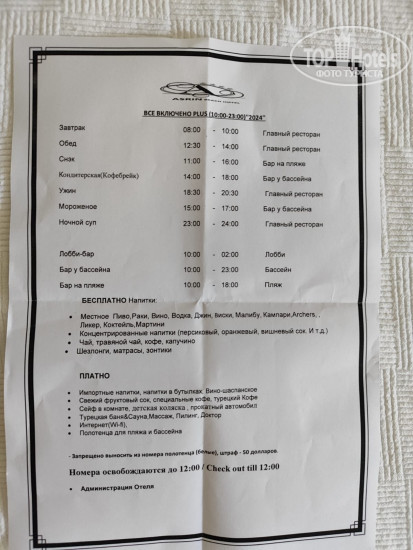 TOP Hotels
ФОТО ТУРИСТА
ASRIN
ВСЕ ВКЛЮЧЕНО PLUS (10:00-23:00)"2024"
Завтрак 08:00 - 10:00 Главный ресторан
Обед 12:30 - 14:00 Главный ресторан
Снэк 11:00 - 16:00 Бар на пляже
Кондитерская(Кофебрейк) 14:00 - 18:00 Бар у бассейна
Ужин 18:30 - 20:30 Главный ресторан
Мороженое 15:00 - 17:00 Бар у бассейна
Ночной суп 23:00 - 24:00 Главный ресторан
Лобби-бар 10:00 - 02:00 Лобби
Бар у бассейна 10:00 - 23:00 Бассейн
Бар на пляже 10:00 - 18:00 Пляж
БЕСПЛАТНО Напитки:
• Местное Пиво,Раки, Вино, Водка, Джин, виски, Малибу, Кампари,Archers, ,
Ликер, Коктейль,Мартини
• Концентрированные напитки (персиковый, оранжевый, вишневый сок. И т.д.)
• Чай, травяной чай, кофе, капучино
• Шезлонги, матрасы, зонтики
ПЛАТНО
• Импортные напитки, напитки в бутылках, Вино-шаспанское
• Свежий фруктовый сок, специальные кофе, турецкий Кофе
• Сейф в комнате, детская коляска , прокатный автомобил
• Турецкая баня&Сауна,Массаж, Пилинг, Доктор
• Интернет(Wi-fi),
• Полотенца для пляжа и бассейна
- Запрещено выносить из номера полотенца (белые), штраф - 50 долларов.
Номера освобождаются до 12:00 / Check out till 12:00
• Администрация Отеля